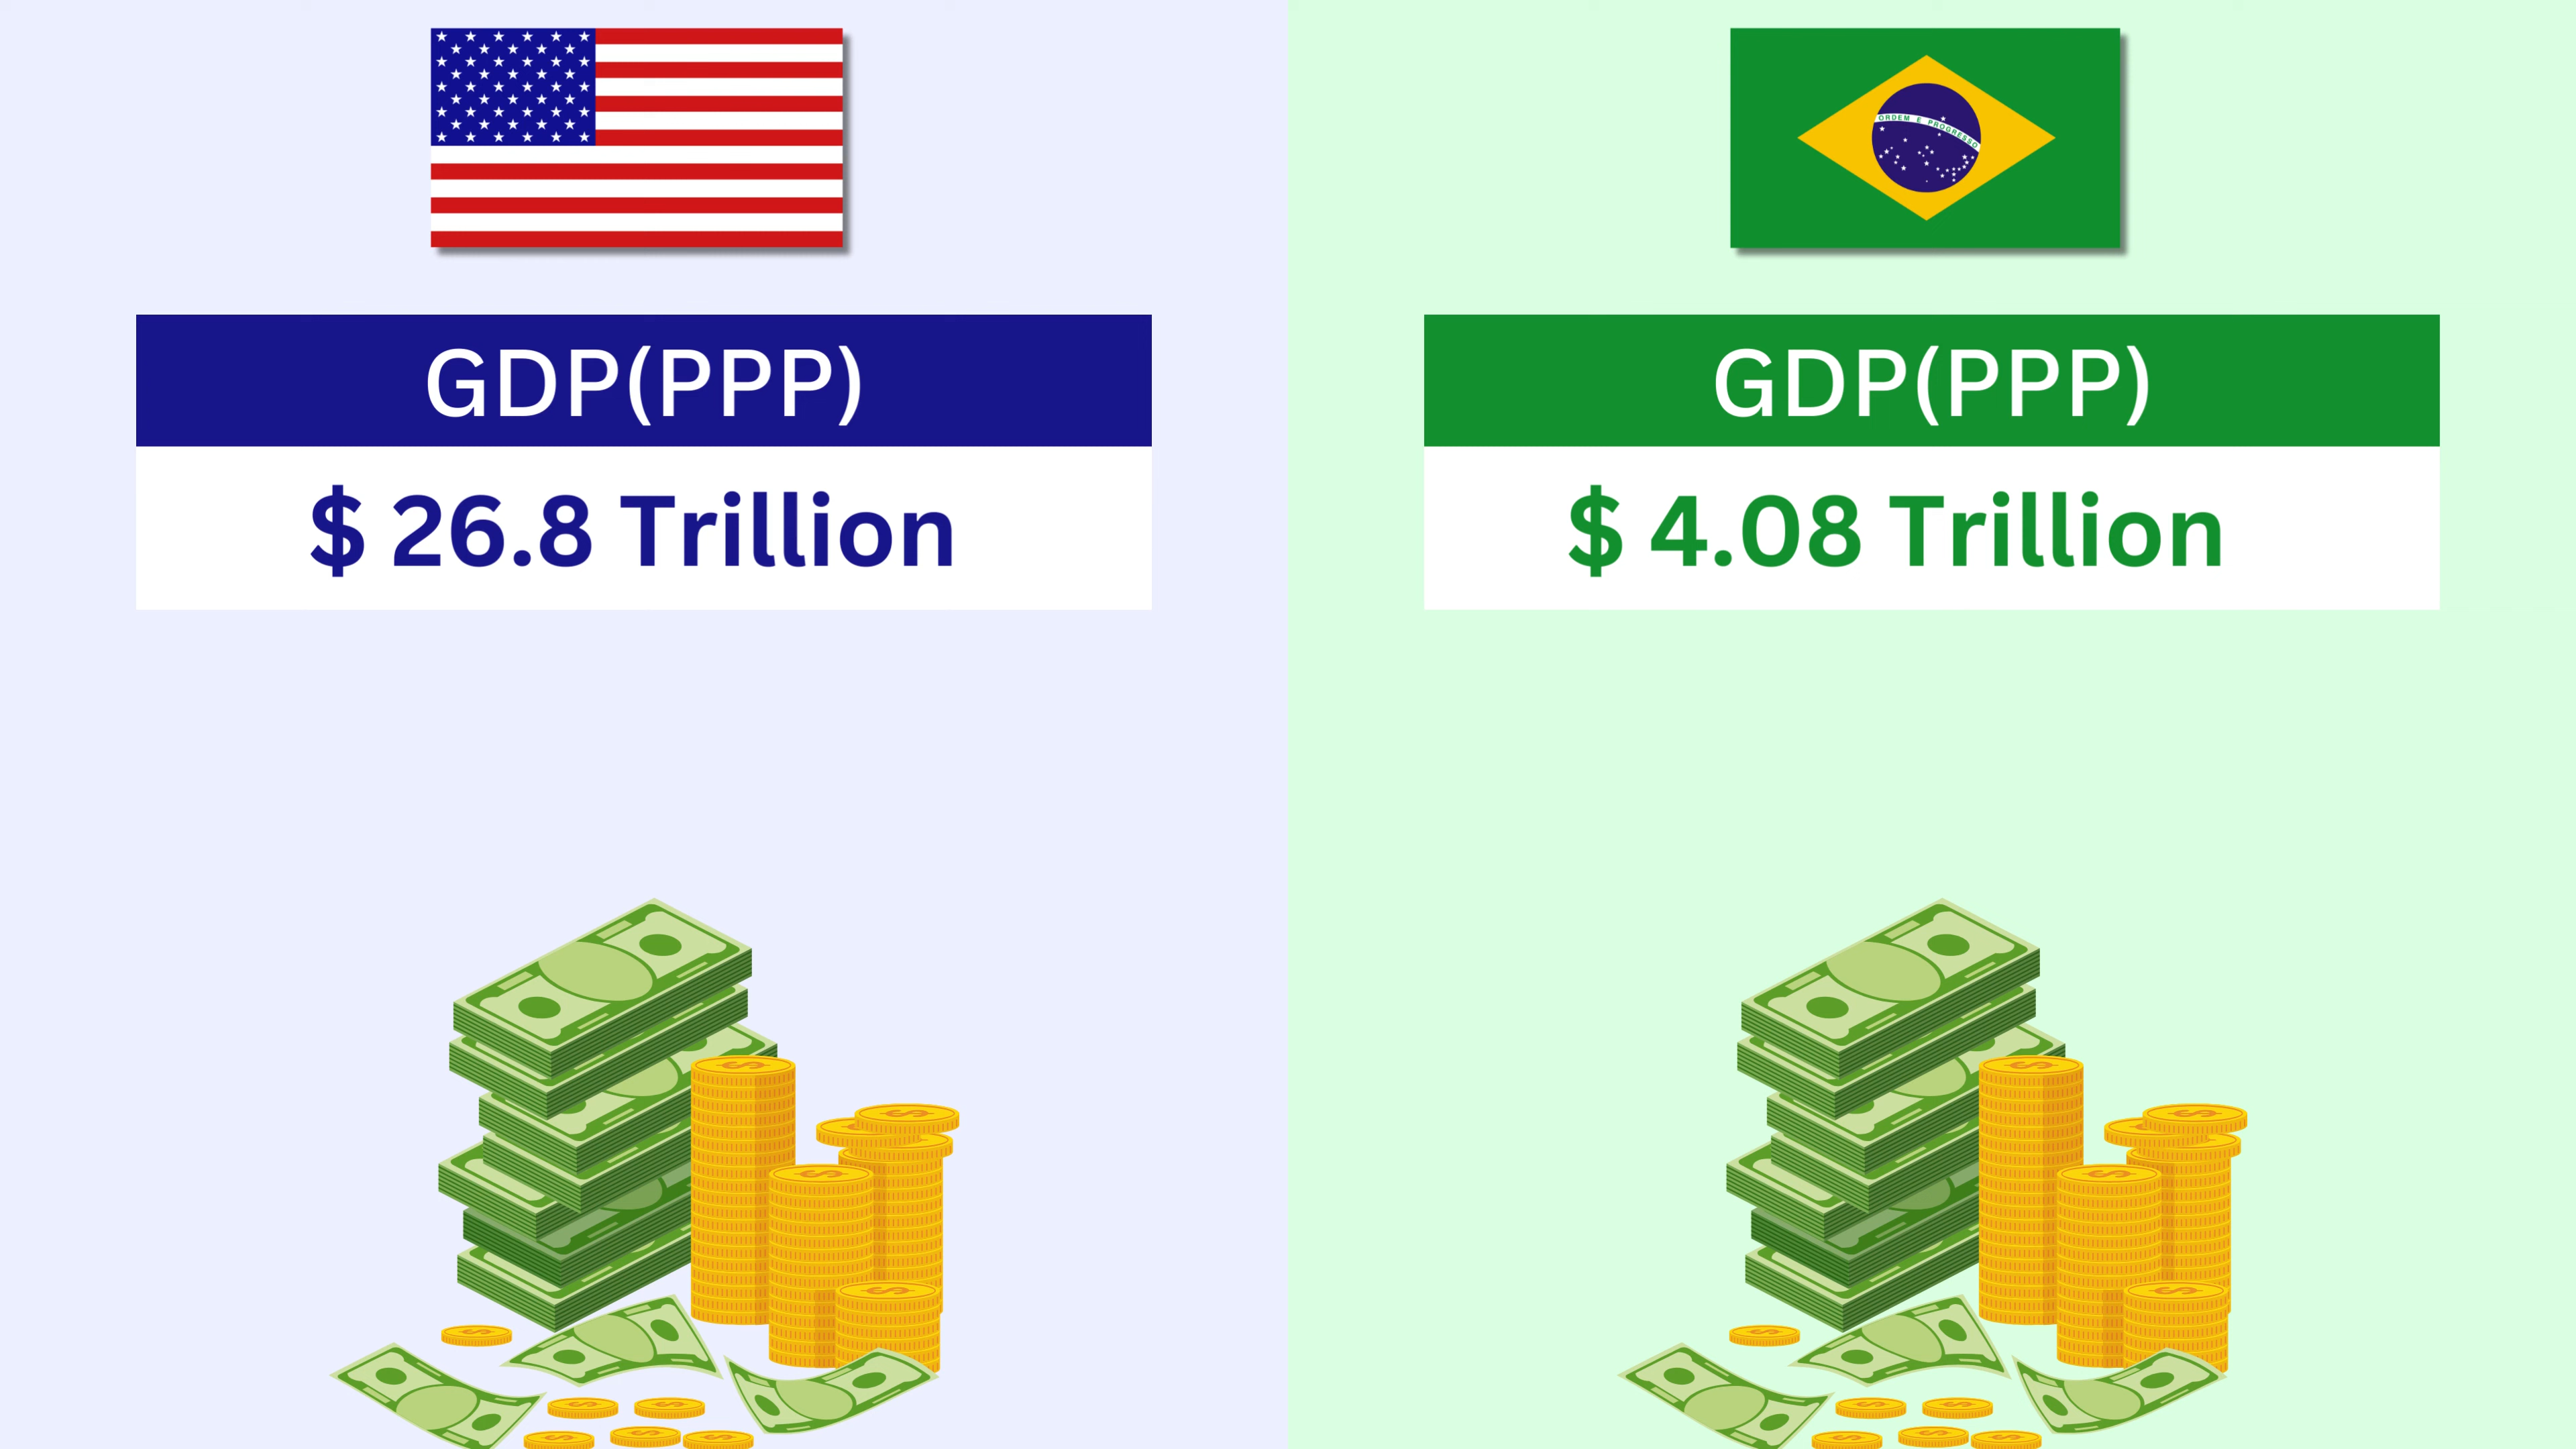 ORDEM E PROGRESSO
GDP(PPP)
$ 26.8 Trillion
GDP(PPP)
$ 4.08 Trillion